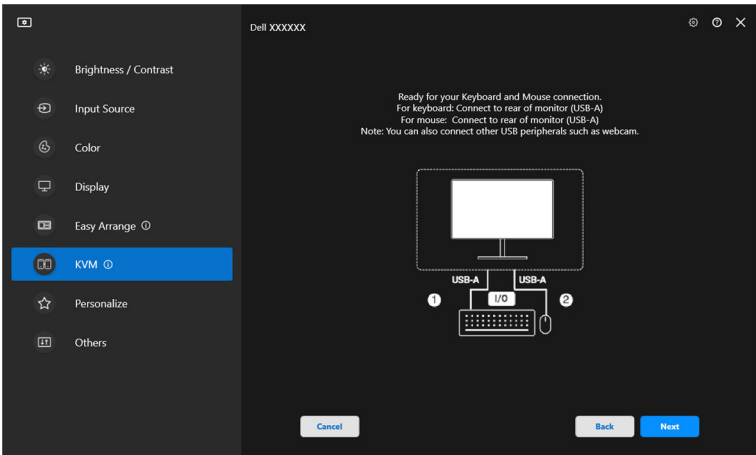 Dell XXXXXX
Brightness / Contrast
Input Source
Color
Display
Easy Arrange
KVM
Personalize
Others
Ready for your Keyboard and Mouse connection.
For keyboard: Connect to rear of monitor (USB-A)
For mouse: Connect to rear of monitor (USB-A)
Note: You can also connect other USB peripherals such as webcam.
USB-A USB-A
1 I/O 2
Cancel Back Next